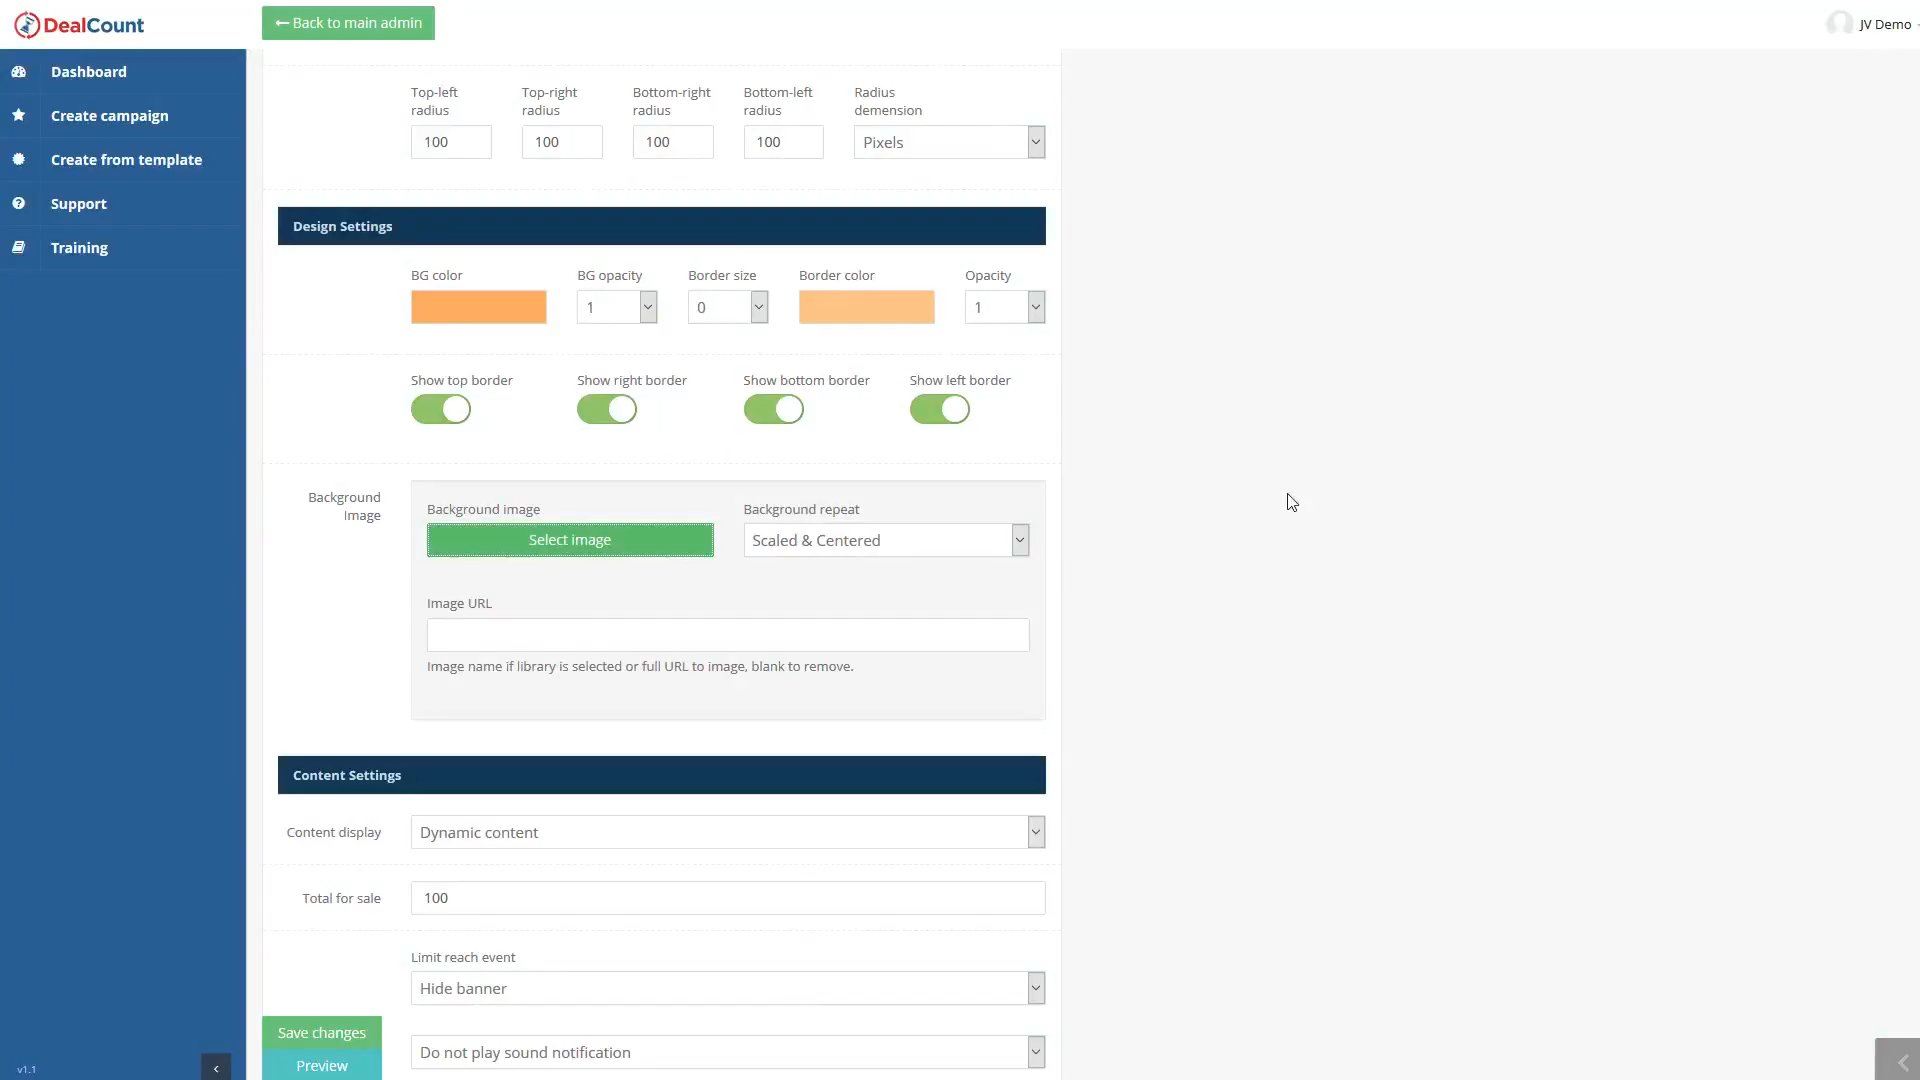 DealCount
Back to main admin
JV Demo
Dashboard
Create campaign
Create from template
Support
Training
Top-left
radius
Top-right
radius
Bottom-right
radius
Bottom-left
radius
Radius
demension
100
100
100
100
Pixels
Design Settings
BG color
BG opacity
Border size
Border color
Opacity
1
0
1
Show top border
Show right border
Show bottom border
Show left border
Background
Image
Background image
Background repeat
Select image
Scaled & Centered
Image URL
Image name if library is selected or full URL to image, blank to remove.
Content Settings
Content display
Dynamic content
Total for sale
100
Limit reach event
Hide banner
Save changes
Do not play sound notification
Preview
v1.1